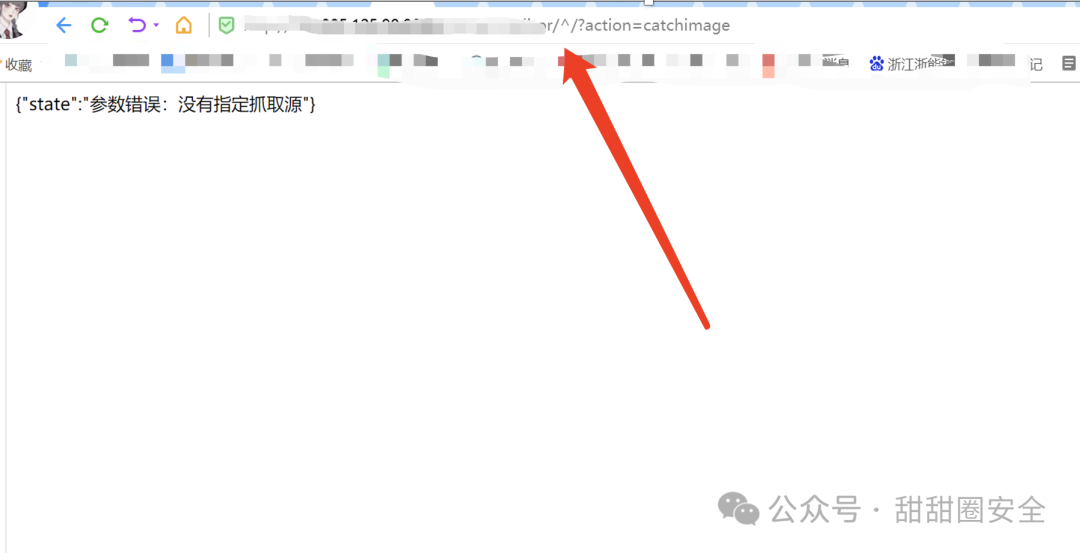 /^/?action=catchimage
收藏
浙江浙能
记
{"state":"参数错误：没有指定抓取源"}
公众号 · 甜甜圈安全